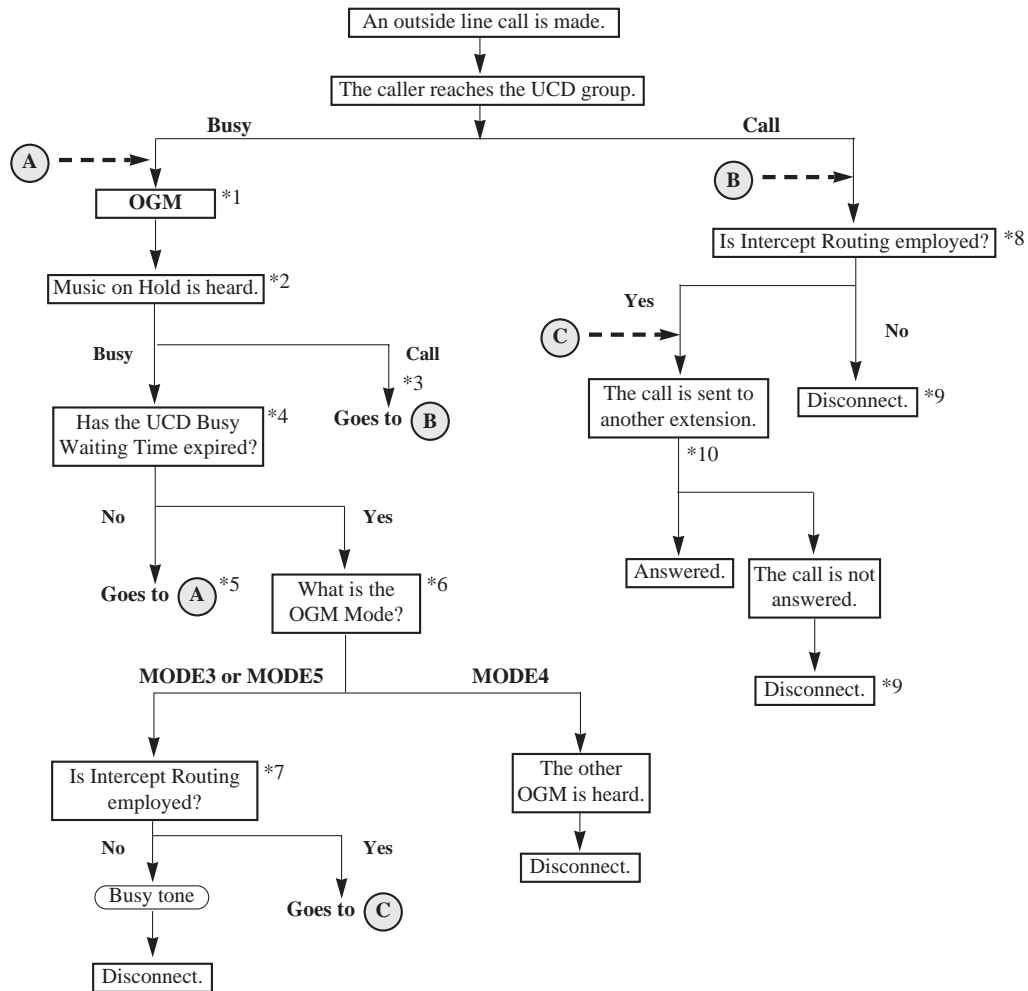 An outside line call is made.
The caller reaches the UCD group.
Busy
Call
A
B
OGM
*1
Is Intercept Routing employed?
*8
Music on Hold is heard.
*2
Yes
C
No
Busy
Call
*3
Goes to B
The call is sent to
another extension.
*10
Disconnect.
*9
Has the UCD Busy
Waiting Time expired?
*4
No
Yes
Answered.
The call is not
answered.
Goes to A
*5
What is the
OGM Mode?
*6
Disconnect.
*9
MODE3 or MODE5
MODE4
Is Intercept Routing
employed?
*7
The other
OGM is heard.
No
Yes
Disconnect.
Busy tone
Goes to C
Disconnect.